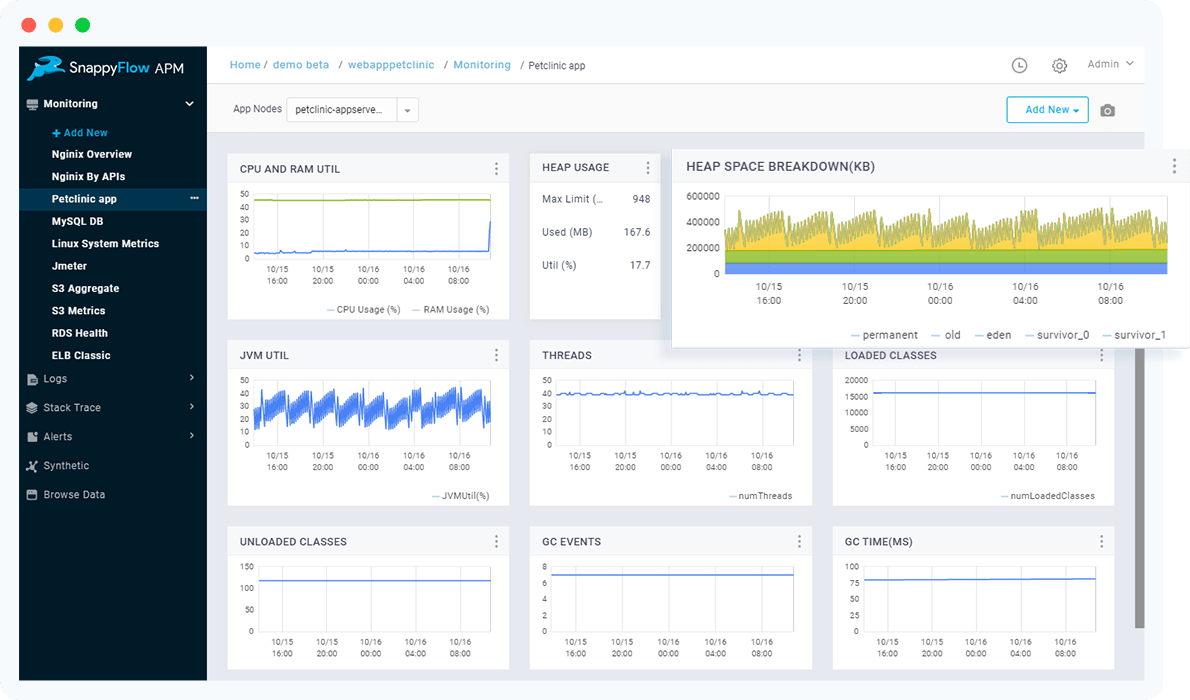 SnappyFlow APM
Home / demo beta / webapppetclinic / Monitoring / Petclinic app
Admin
Monitoring
+ Add New
Nginix Overview
Nginix By APIs
Petclinic app
MySQL DB
Linux System Metrics
Jmeter
S3 Aggregate
S3 Metrics
RDS Health
ELB Classic
Logs
Stack Trace
Alerts
Synthetic
Browse Data
App Nodes petclinic-appserve...
Add New
CPU AND RAM UTIL
50
40
30
20
10
0
10/15 10/15 10/16 10/16 10/16
16:00 20:00 00:00 04:00 08:00
CPU Usage (%) RAM Usage (%)
HEAP USAGE
Max Limit (... 948
Used (MB) 167.6
Util (%) 17.7
HEAP SPACE BREAKDOWN(KB)
600000
400000
200000
0
10/15 10/15 10/16 10/16 10/16
16:00 20:00 00:00 04:00 08:00
permanent old eden survivor_0 survivor_1
JVM UTIL
50
40
30
20
10
0
10/15 10/15 10/16 10/16 10/16
16:00 20:00 00:00 04:00 08:00
JVMUtil(%)
THREADS
50
40
30
20
10
0
10/15 10/15 10/16 10/16 10/16
16:00 20:00 00:00 04:00 08:00
numThreads
LOADED CLASSES
20000
15000
10000
5000
0
10/15 10/15 10/16 10/16 10/16
16:00 20:00 00:00 04:00 08:00
numLoadedClasses
UNLOADED CLASSES
150
100
50
0
10/15 10/15 10/16 10/16 10/16
16:00 20:00 00:00 04:00 08:00
GC EVENTS
8
6
4
2
0
10/15 10/15 10/16 10/16 10/16
16:00 20:00 00:00 04:00 08:00
GC TIME(MS)
100
75
50
25
0
10/15 10/15 10/16 10/16 10/16
16:00 20:00 00:00 04:00 08:00